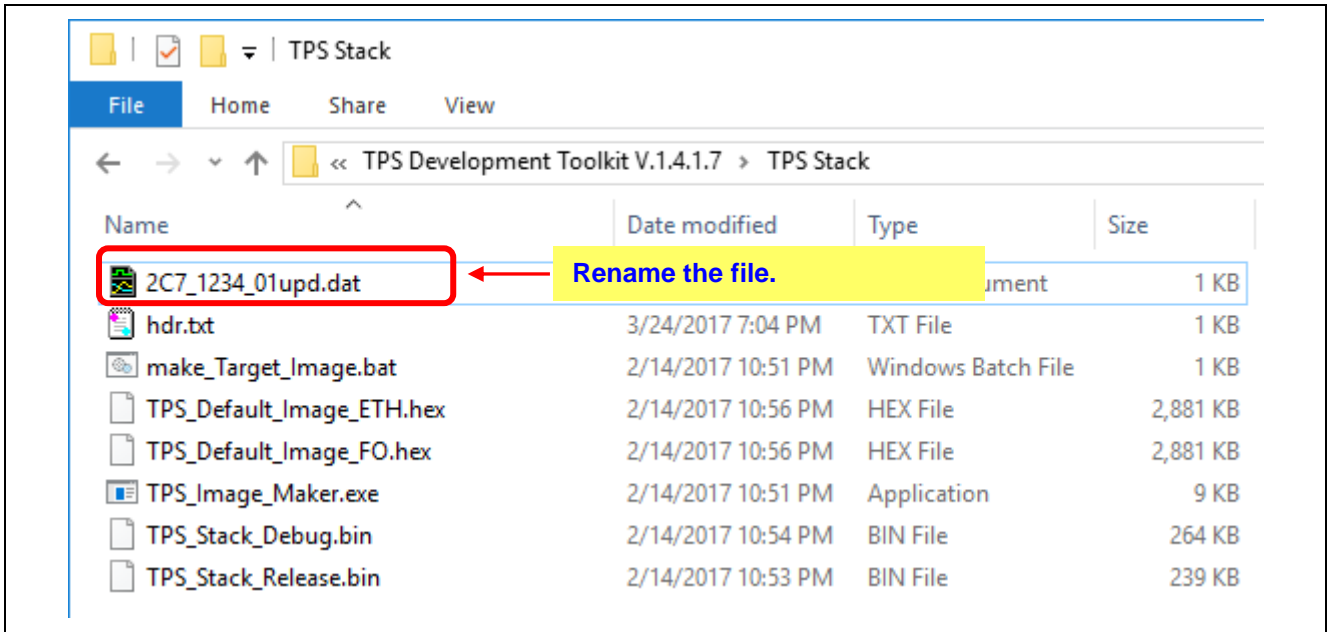 TPS Stack
File Home Share View
« TPS Development Toolkit V.1.4.1.7 > TPS Stack
Name Date modified Type Size
2C7_1234_01upd.dat Rename the file. ument 1 KB
hdr.txt 3/24/2017 7:04 PM TXT File 1 KB
make_Target_Image.bat 2/14/2017 10:51 PM Windows Batch File 1 KB
TPS_Default_Image_ETH.hex 2/14/2017 10:56 PM HEX File 2,881 KB
TPS_Default_Image_FO.hex 2/14/2017 10:56 PM HEX File 2,881 KB
TPS_Image_Maker.exe 2/14/2017 10:51 PM Application 9 KB
TPS_Stack_Debug.bin 2/14/2017 10:54 PM BIN File 264 KB
TPS_Stack_Release.bin 2/14/2017 10:53 PM BIN File 239 KB